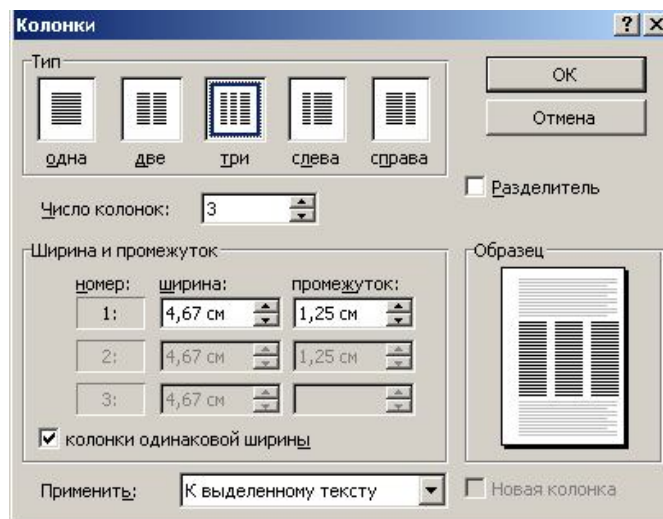 Колонки
Тип
одна две три слева справа
ОК
Отмена
Число колонок: 3
Разделитель
Ширина и промежуток
номер: ширина: промежуток:
1: 4,67 см 1,25 см
2: 4,67 см 1,25 см
3: 4,67 см
колонки одинаковой ширины
Образец
Применить: К выделенному тексту
Новая колонка